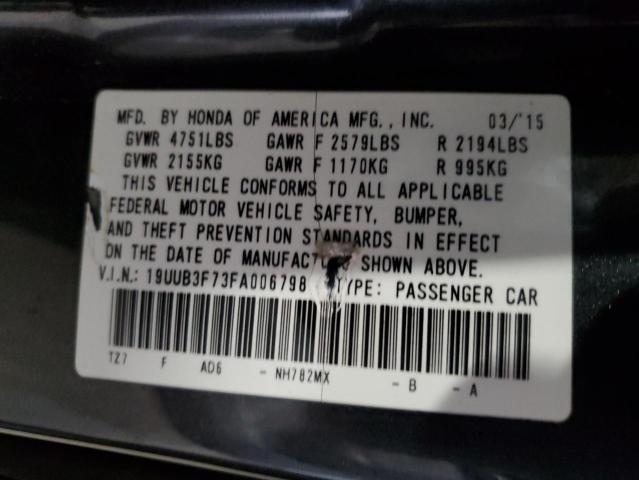 MFD. BY HONDA OF AMERICA MFG., INC. 03/'15
GVWR 4751LBS GAWR F 2579LBS R 2194LBS
GVWR 2155KG GAWR F 1170KG R 995KG
THIS VEHICLE CONFORMS TO ALL APPLICABLE
FEDERAL MOTOR VEHICLE SAFETY, BUMPER,
AND THEFT PREVENTION STANDARDS IN EFFECT
ON THE DATE OF MANUFACTURE SHOWN ABOVE.
V.I.N.: 19UUB3F73FA006798 TYPE: PASSENGER CAR
TZ7 F AD6 - NH782MX - B - A